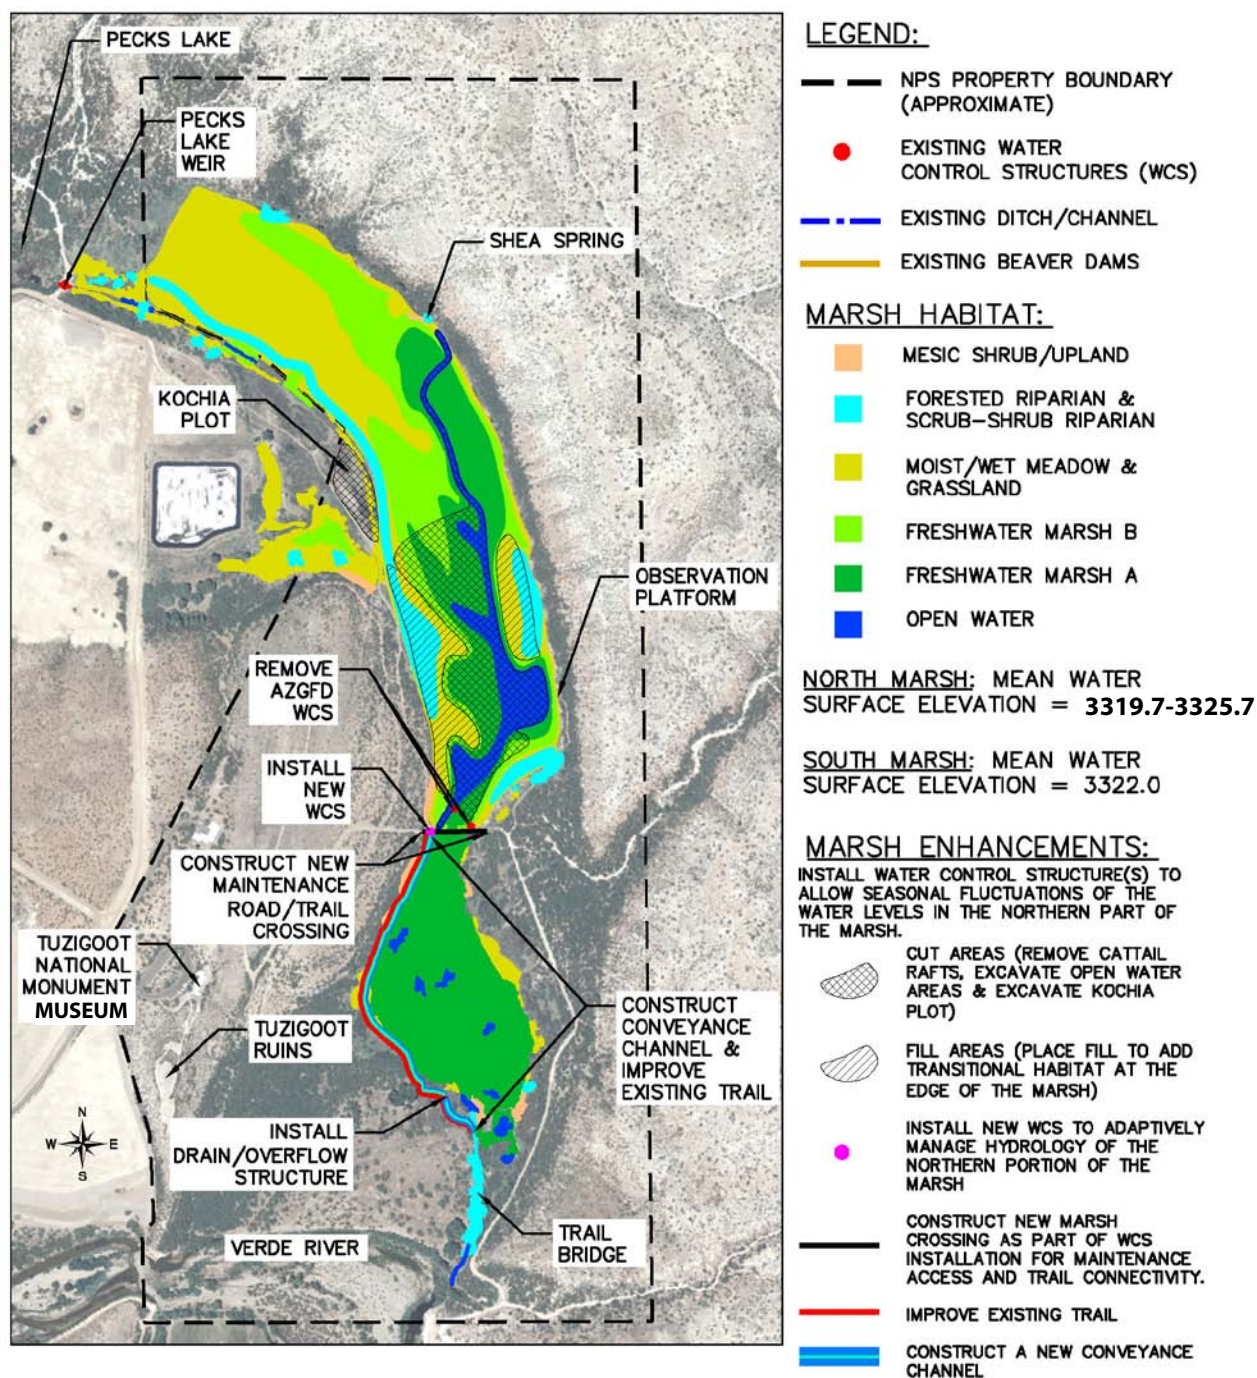 PECKS LAKE
PECKS
LAKE
WEIR
SHEA SPRING
KOCHIA
PLOT
OBSERVATION
PLATFORM
REMOVE
AZGFD
WCS
INSTALL
NEW
WCS
CONSTRUCT NEW
MAINTENANCE
ROAD/TRAIL
CROSSING
TUZIGOOT
NATIONAL
MONUMENT
MUSEUM
TUZIGOOT
RUINS
CONSTRUCT
CONVEYANCE
CHANNEL &
IMPROVE
EXISTING TRAIL
INSTALL
DRAIN/OVERFLOW
STRUCTURE
N
W E
S
VERDE RIVER
TRAIL
BRIDGE
LEGEND:
NPS PROPERTY BOUNDARY
(APPROXIMATE)
EXISTING WATER
CONTROL STRUCTURES (WCS)
EXISTING DITCH/CHANNEL
EXISTING BEAVER DAMS
MARSH HABITAT:
MESIC SHRUB/UPLAND
FORESTED RIPARIAN &
SCRUB-SHRUB RIPARIAN
MOIST/WET MEADOW &
GRASSLAND
FRESHWATER MARSH B
FRESHWATER MARSH A
OPEN WATER
NORTH MARSH: MEAN WATER
SURFACE ELEVATION = 3319.7-3325.7
SOUTH MARSH: MEAN WATER
SURFACE ELEVATION = 3322.0
MARSH ENHANCEMENTS:
INSTALL WATER CONTROL STRUCTURE(S) TO
ALLOW SEASONAL FLUCTUATIONS OF THE
WATER LEVELS IN THE NORTHERN PART OF
THE MARSH.
CUT AREAS (REMOVE CATTAIL
RAFTS, EXCAVATE OPEN WATER
AREAS & EXCAVATE KOCHIA
PLOT)
FILL AREAS (PLACE FILL TO ADD
TRANSITIONAL HABITAT AT THE
EDGE OF THE MARSH)
INSTALL NEW WCS TO ADAPTIVELY
MANAGE HYDROLOGY OF THE
NORTHERN PORTION OF THE
MARSH
CONSTRUCT NEW MARSH
CROSSING AS PART OF WCS
INSTALLATION FOR MAINTENANCE
ACCESS AND TRAIL CONNECTIVITY.
IMPROVE EXISTING TRAIL
CONSTRUCT A NEW CONVEYANCE
CHANNEL